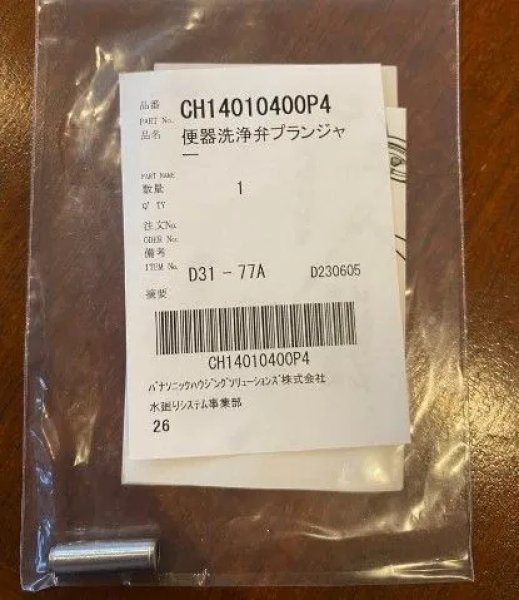 品番 PART No. CH14010400P4
品名 便器洗浄弁プランジャ
ー
PART NAME
数量 1
Q' TY
注文No.
ODER No.
備考
ITEM No. D31 - 77A D230605
摘要
CH14010400P4
ﾊﾟﾅｿﾆｯｸﾊｳｼﾞﾝｸﾞｿﾘｭｰｼｮﾝｽﾞ株式会社
水廻りｼｽﾃﾑ事業部
26